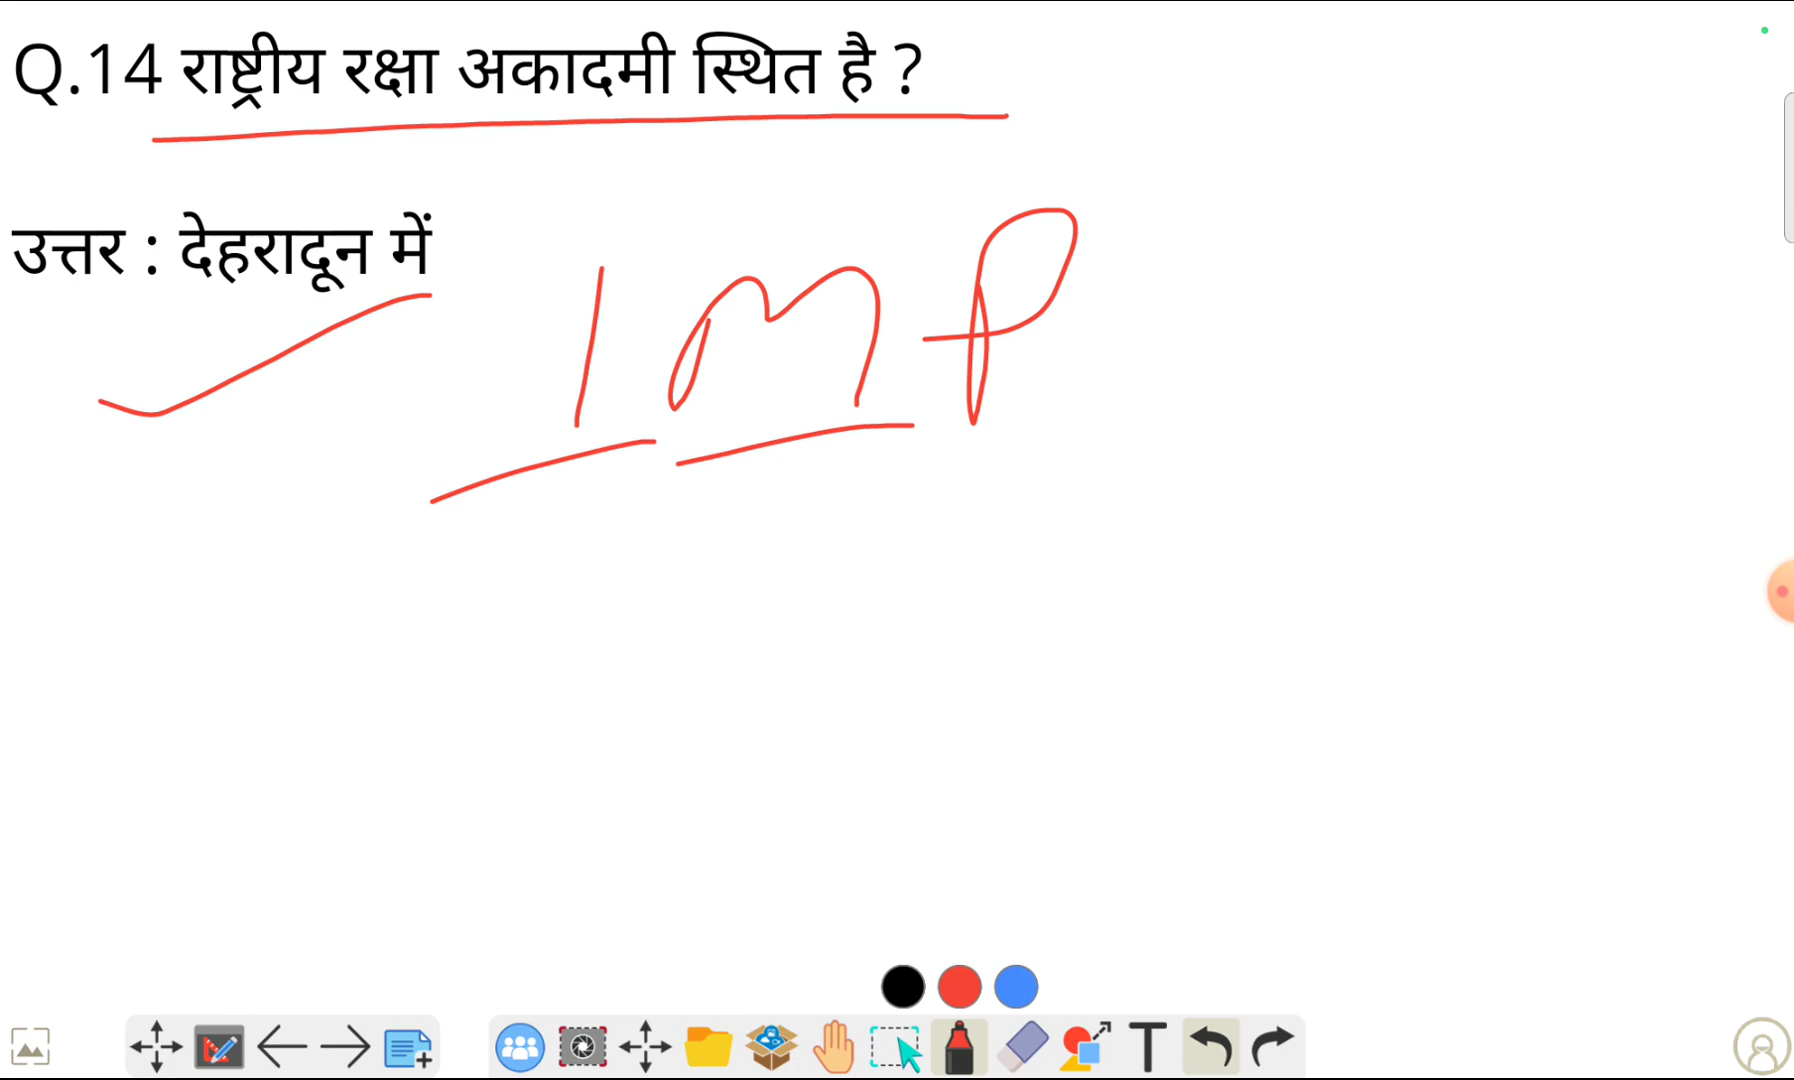 Q.14 राष्ट्रीय रक्षा अकादमी स्थित है ?
उत्तर : देहरादून में
IMP